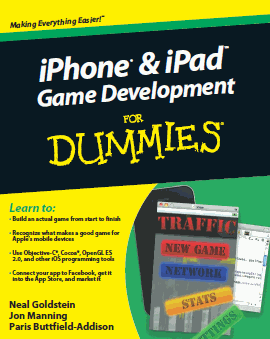 Making Everything Easier!™
iPhone® & iPad™
Game Development
FOR
DUMMIES®
Learn to:
• Build an actual game from start to finish
• Recognize what makes a good game for
Apple's mobile devices
• Use Objective-C®, Cocoa®, OpenGL ES
2.0, and other iOS programming tools
• Connect your app to Facebook, get it
into the App Store, and market it
TRAFFIC
NEW GAME
NETWORK
STATS
SETTINGS
Neal Goldstein
Jon Manning
Paris Buttfield-Addison